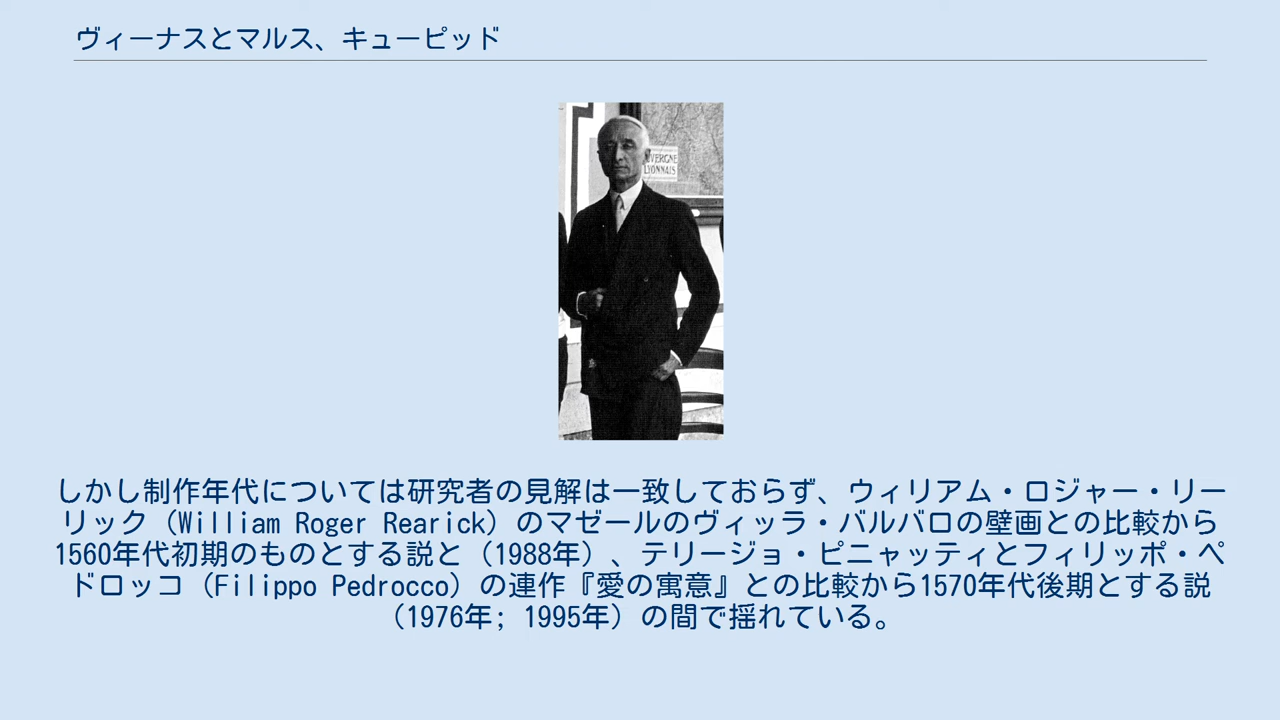 ヴィーナスとマルス、キューピッド
UVERGNE
LYONNAIS
しかし制作年代については研究者の見解は一致しておらず、ウィリアム・ロジャー・リー
リック（William Roger Rearick）のマゼールのヴィッラ・バルバロの壁画との比較から
1560年代初期のものとする説と（1988年）、テリージョ・ピニャッティとフィリッポ・ペ
ドロッコ（Filippo Pedrocco）の連作『愛の寓意』との比較から1570年代後期とする説
（1976年; 1995年）の間で揺れている。